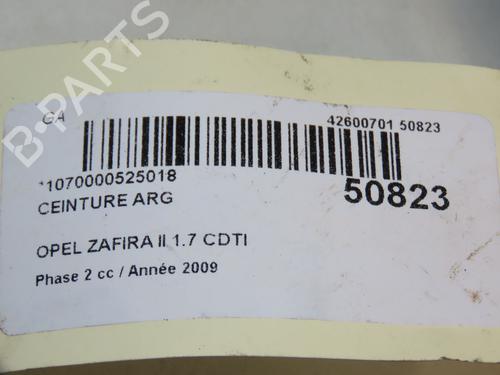 GA
42600701 50823
*1070000525018
50823
CEINTURE ARG
OPEL ZAFIRA II 1.7 CDTI
Phase 2 cc / Année 2009
B-PARTS